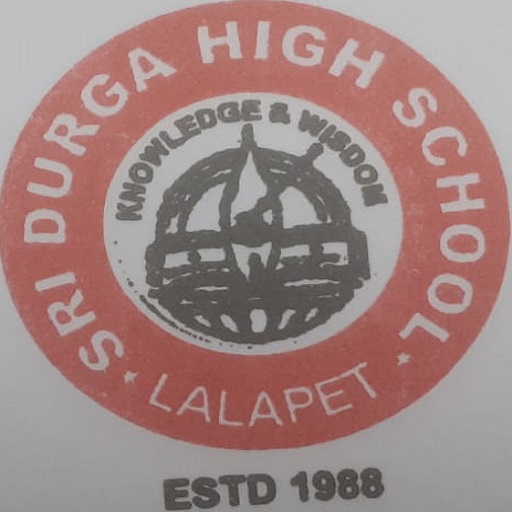 SRI DURGA HIGH SCHOOL
KNOWLEDGE & WISDOM
LALAPET
ESTD 1988